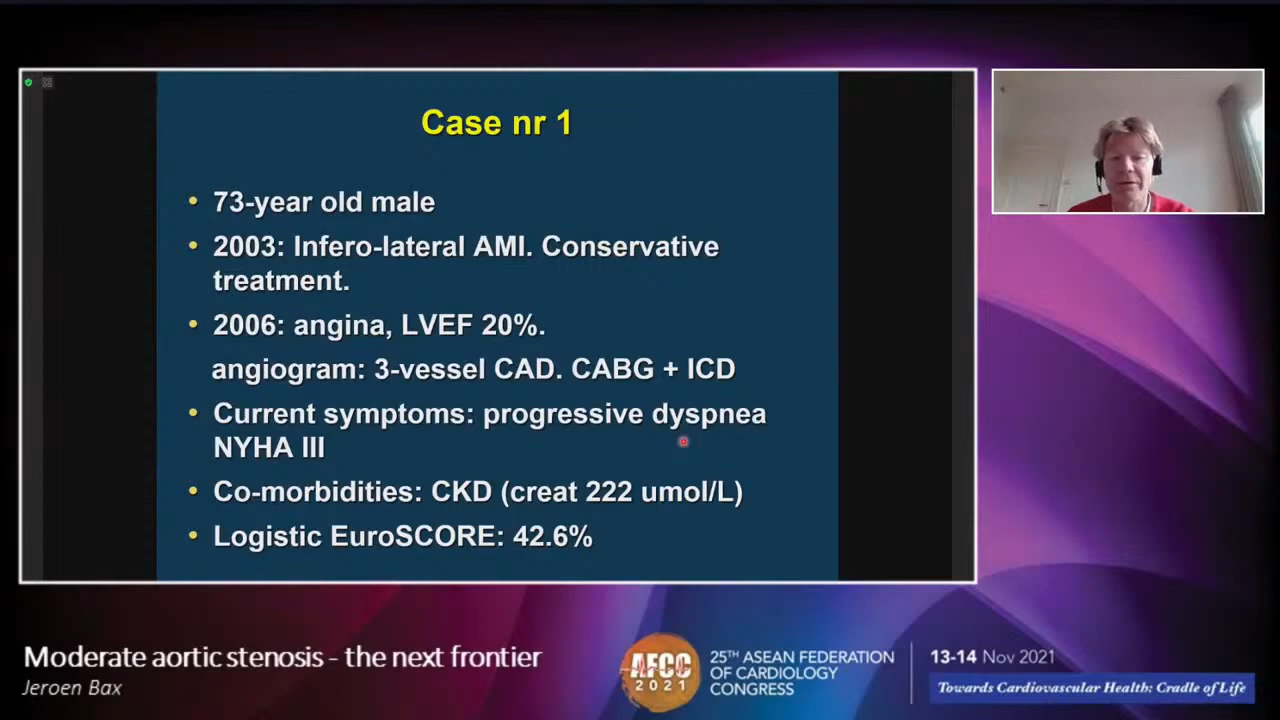 Case nr 1
• 73-year old male
• 2003: Infero-lateral AMI. Conservative
treatment.
• 2006: angina, LVEF 20%.
angiogram: 3-vessel CAD. CABG + ICD
• Current symptoms: progressive dyspnea
NYHA III
• Co-morbidities: CKD (creat 222 umol/L)
• Logistic EuroSCORE: 42.6%
Moderate aortic stenosis - the next frontier
Jeroen Bax
AFCC
2021
25TH ASEAN FEDERATION
OF CARDIOLOGY
CONGRESS
13-14 Nov 2021
Towards Cardiovascular Health: Cradle of Life